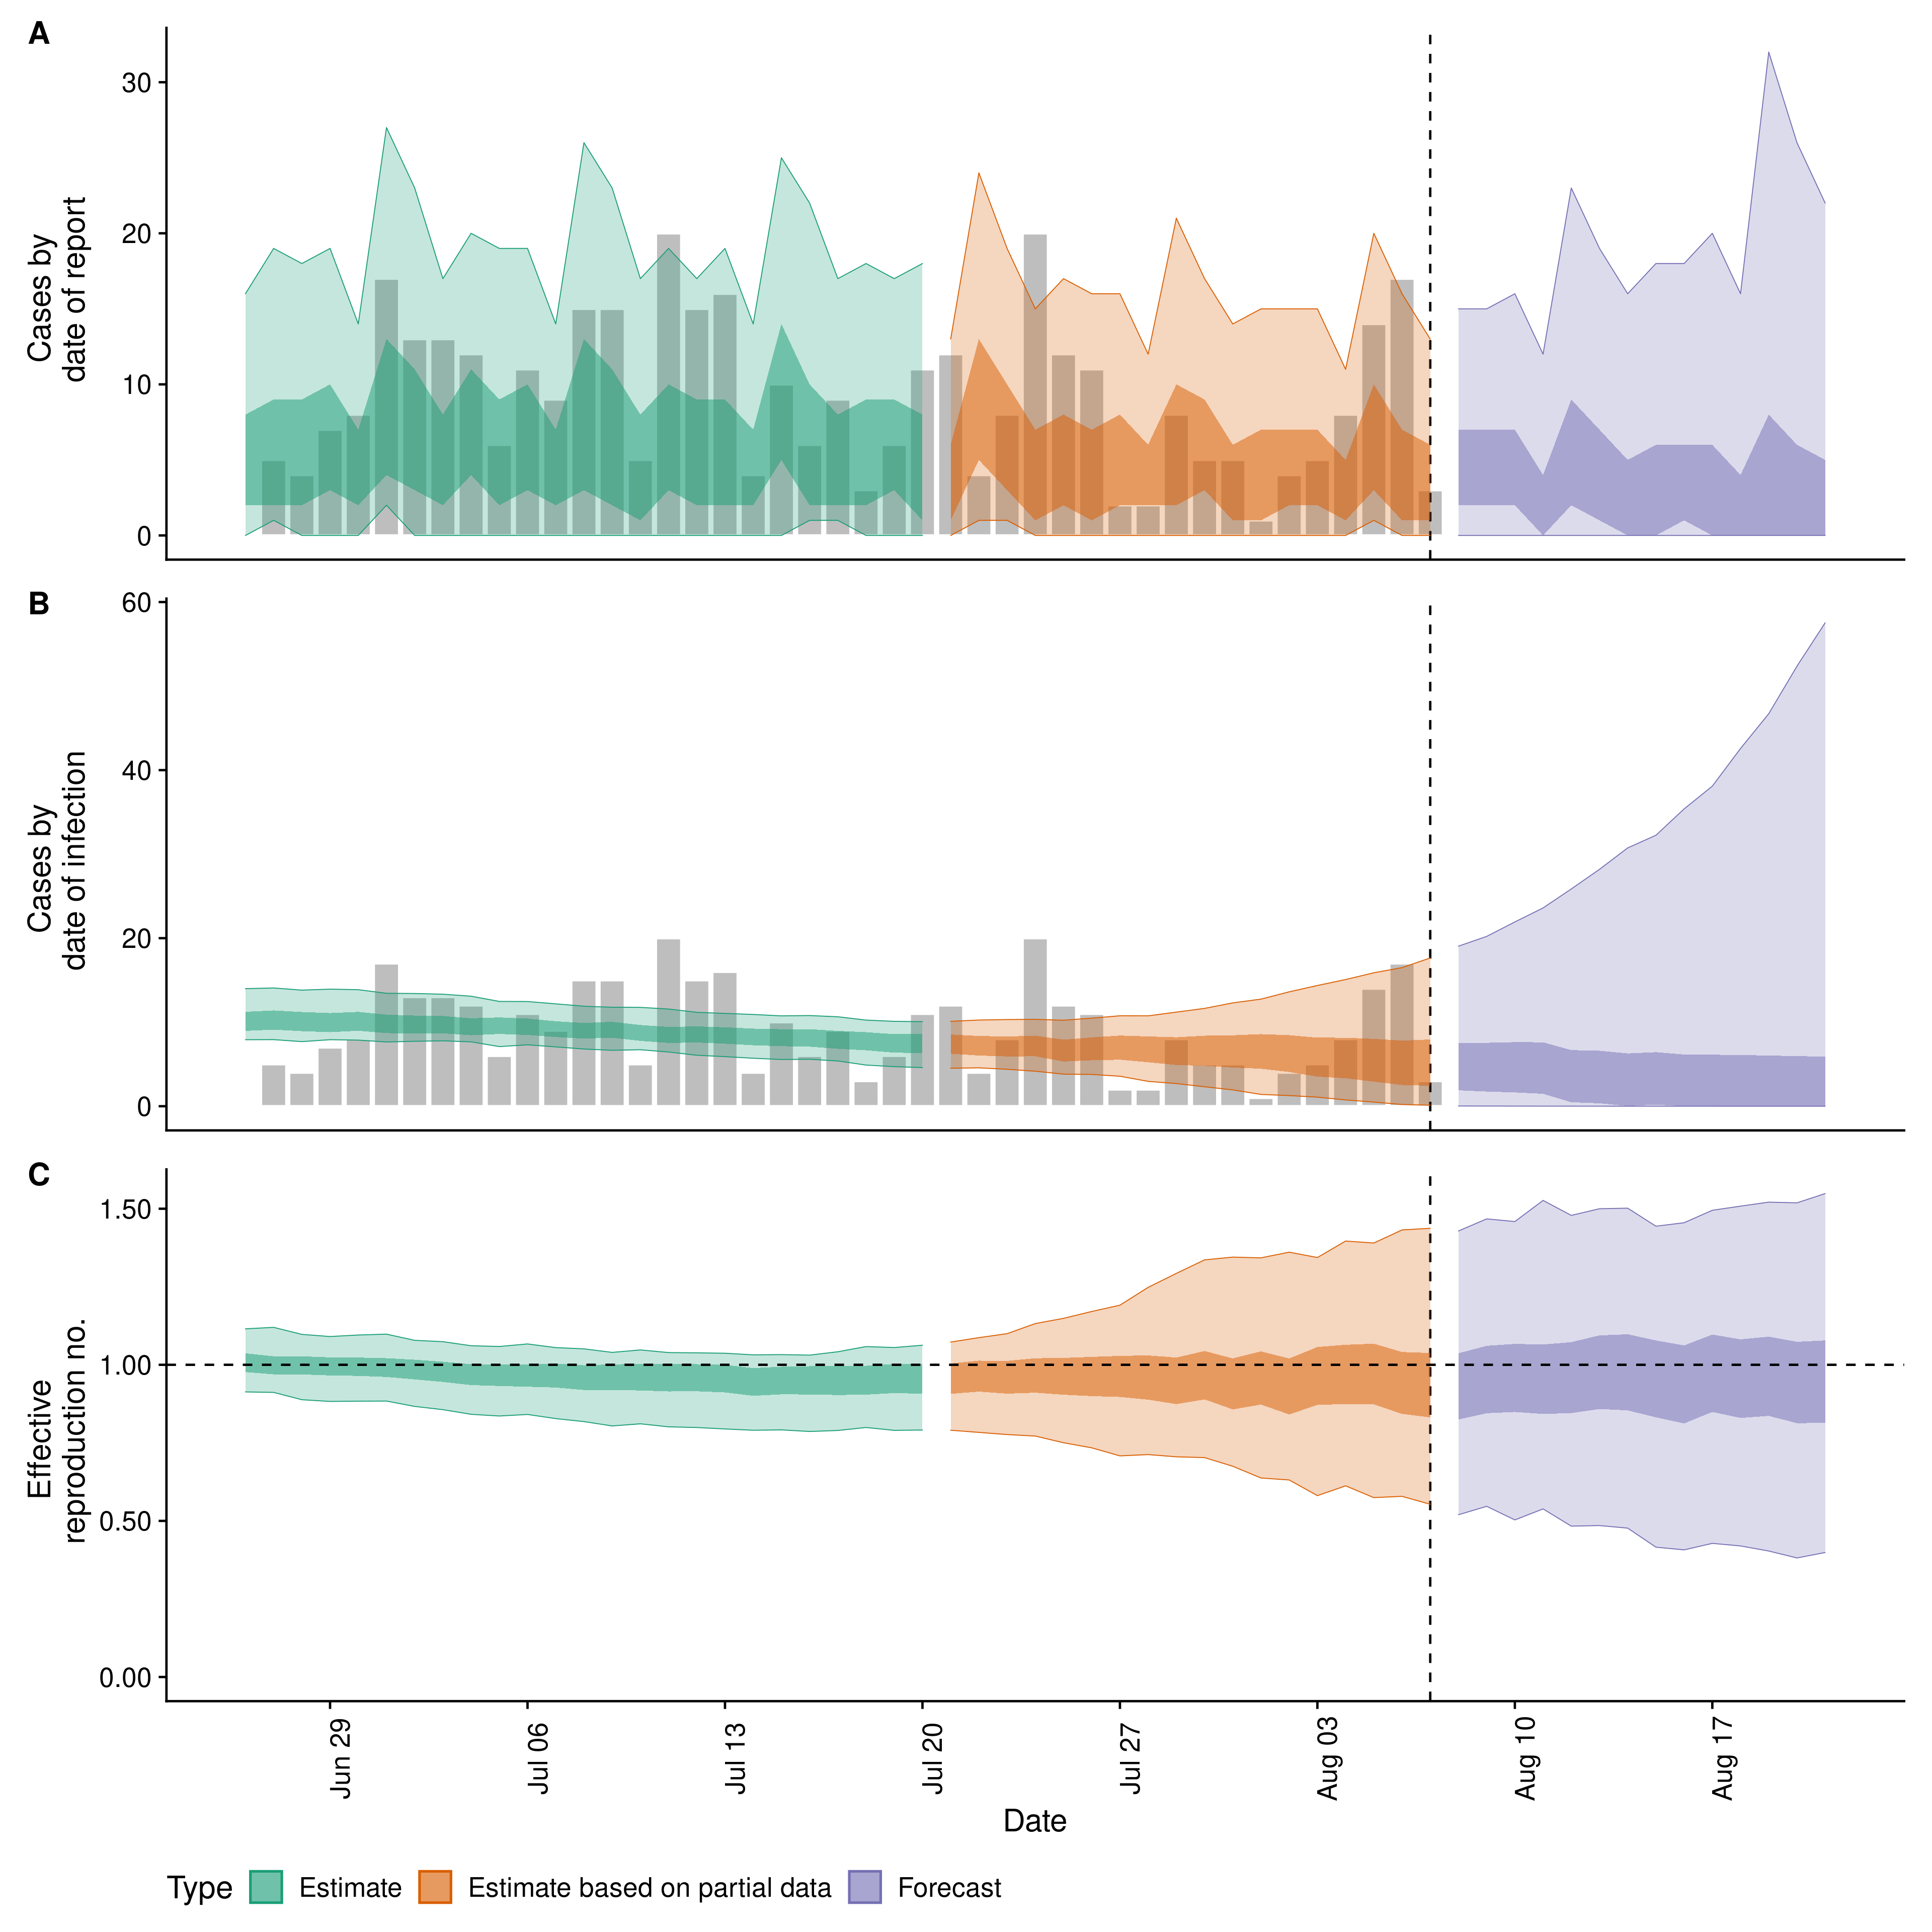 A
Cases by
date of report
30
20
10
0
B
Cases by
date of infection
60
40
20
0
C
Effective
reproduction no.
1.50
1.00
0.50
0.00
Jun 29
Jul 06
Jul 13
Jul 20
Jul 27
Aug 03
Aug 10
Aug 17
Date
Type Estimate Estimate based on partial data Forecast